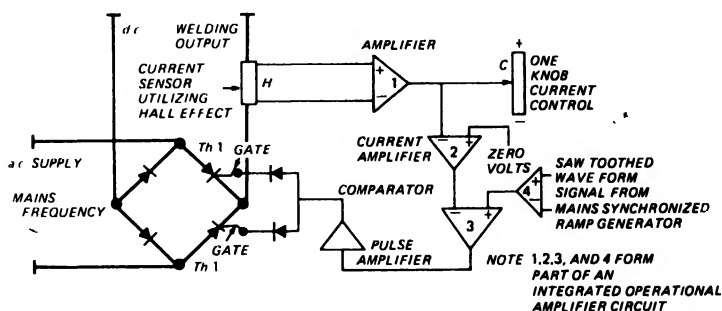 dc
WELDING
OUTPUT
AMPLIFIER
CURRENT
SENSOR
UTILIZING
HALL EFFECT
H
+
−
1
C
+
−
ONE
KNOB
CURRENT
CONTROL
Th 1
GATE
ac SUPPLY
MAINS
FREQUENCY
CURRENT
AMPLIFIER
−
+
2
ZERO
VOLTS
COMPARATOR
−
+
3
4
+
−
SAW TOOTHED
WAVE FORM
SIGNAL FROM
MAINS SYNCHRONIZED
RAMP GENERATOR
GATE
Th 1
PULSE
AMPLIFIER
NOTE 1,2,3, AND 4 FORM
PART OF AN
INTEGRATED OPERATIONAL
AMPLIFIER CIRCUIT